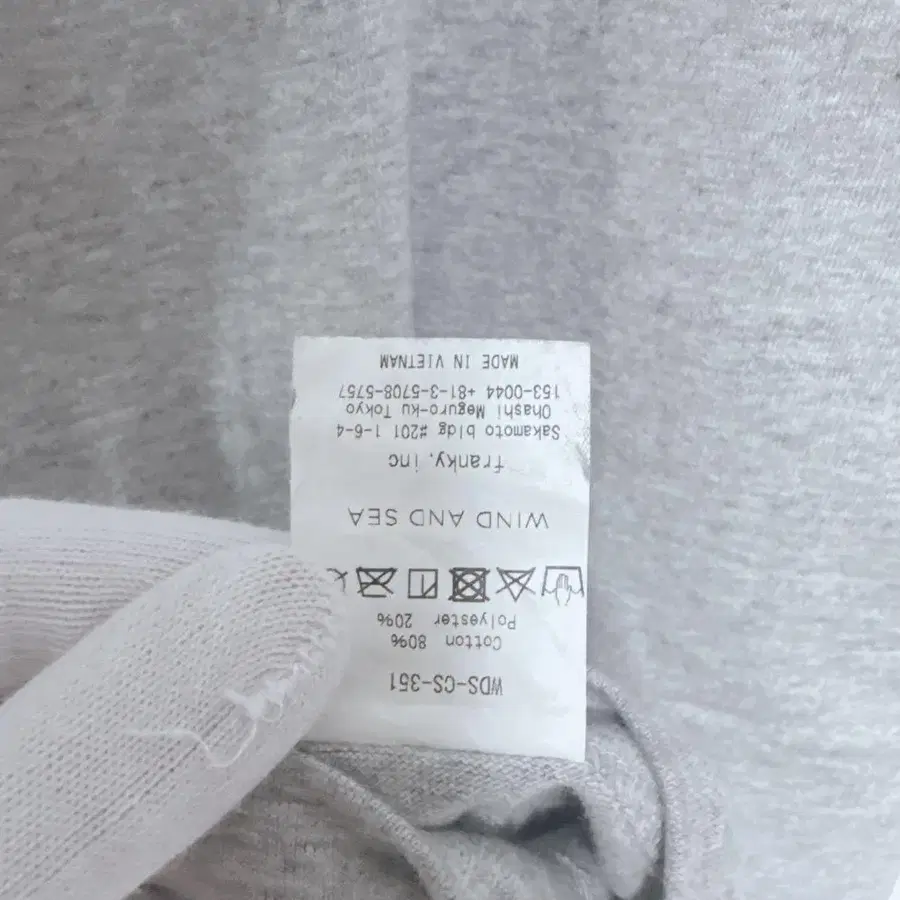 WDS-CS-351
Cotton 80%
Polyester 20%
WIND AND SEA
franky, inc
Sakamoto bldg #201 1-6-4
Ohashi Meguro-ku Tokyo
153-0044 +81-3-5708-5757
MADE IN VIETNAM